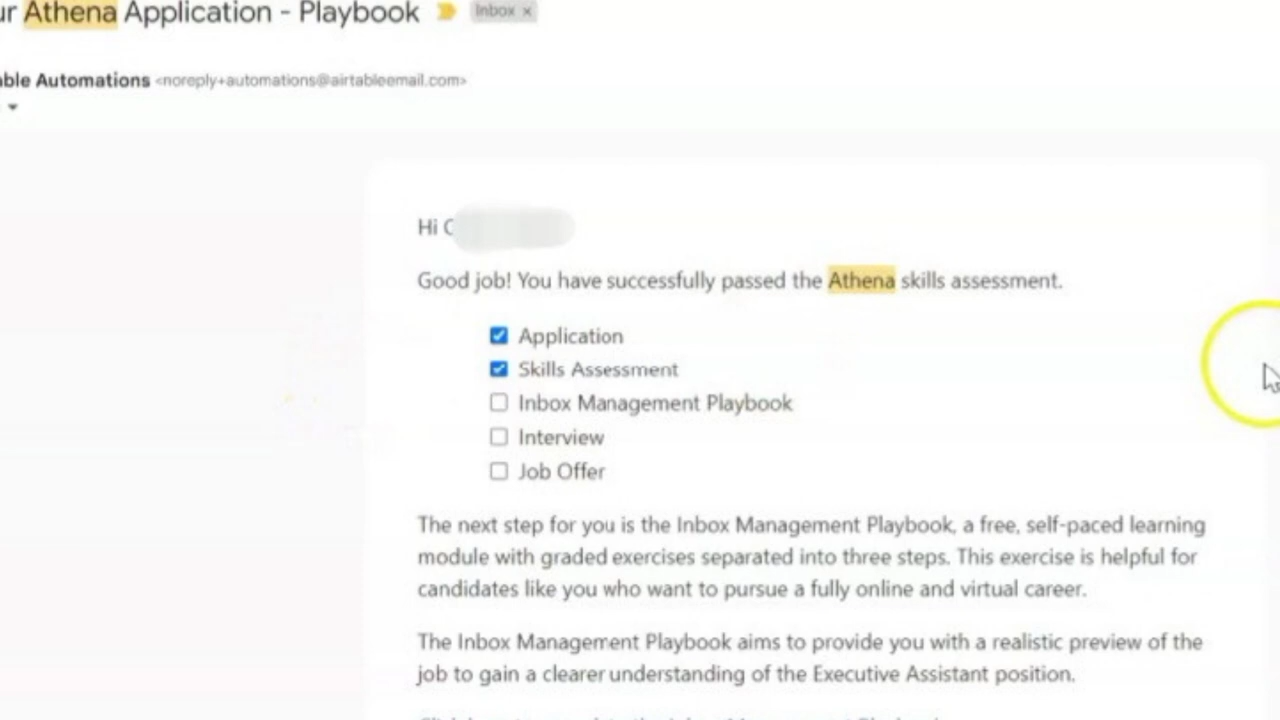 ur Athena Application - Playbook Inbox ×
ble Automations <noreply+automations@airtableemail.com>
Hi C
Good job! You have successfully passed the Athena skills assessment.
Application
Skills Assessment
Inbox Management Playbook
Interview
Job Offer
The next step for you is the Inbox Management Playbook, a free, self-paced learning
module with graded exercises separated into three steps. This exercise is helpful for
candidates like you who want to pursue a fully online and virtual career.
The Inbox Management Playbook aims to provide you with a realistic preview of the
job to gain a clearer understanding of the Executive Assistant position.